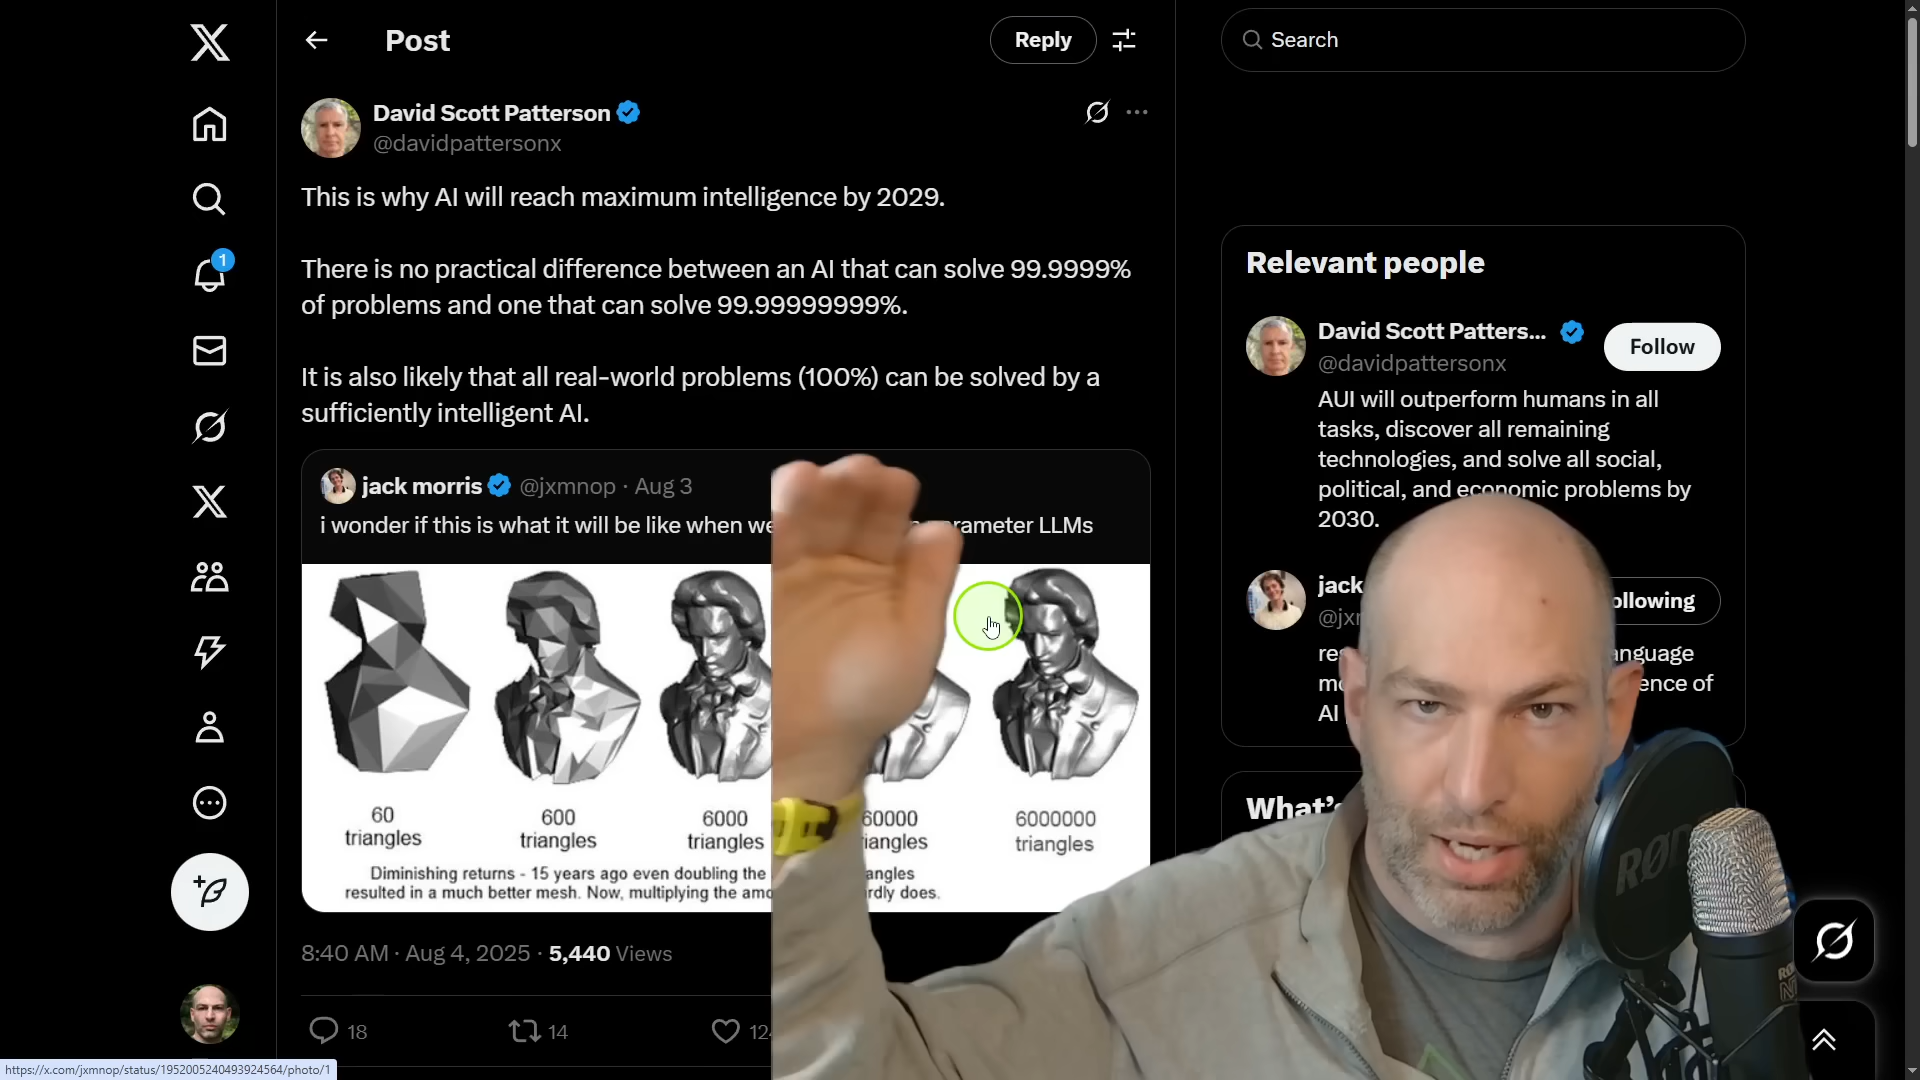 Post
Reply
Search
David Scott Patterson
@davidpattersonx
This is why AI will reach maximum intelligence by 2029.
There is no practical difference between an AI that can solve 99.9999%
of problems and one that can solve 99.99999999%.
It is also likely that all real-world problems (100%) can be solved by a
sufficiently intelligent AI.
jack morris @jxmnop · Aug 3
i wonder if this is what it will be like when we parameter LLMs
60
triangles
600
triangles
6000
triangles
60000
iangles
6000000
triangles
Diminishing returns - 15 years ago even doubling the angles
resulted in a much better mesh. Now, multiplying the amo rdly does.
8:40 AM · Aug 4, 2025 · 5,440 Views
18
14
124
1
Relevant people
David Scott Patters...
@davidpattersonx
Follow
AUI will outperform humans in all
tasks, discover all remaining
technologies, and solve all social,
political, and economic problems by
2030.
jack
@jxr
ollowing
anguage
ence of
AI
What's
RØDE
https://x.com/jxmnop/status/1952005240493924564/photo/1